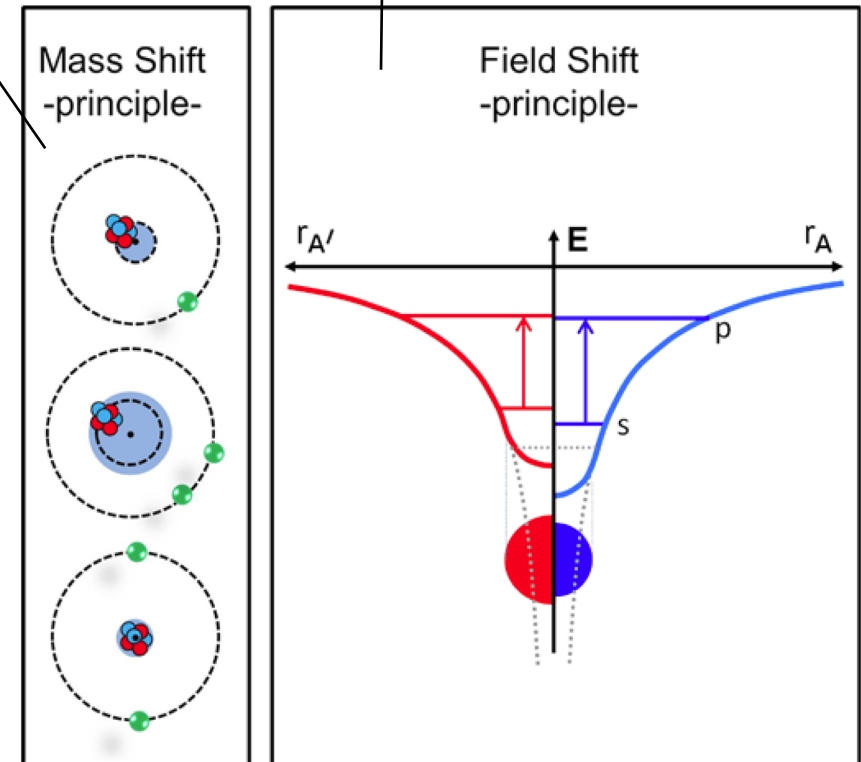 Mass Shift
-principle-
Field Shift
-principle-
rA′
E
rA
p
s